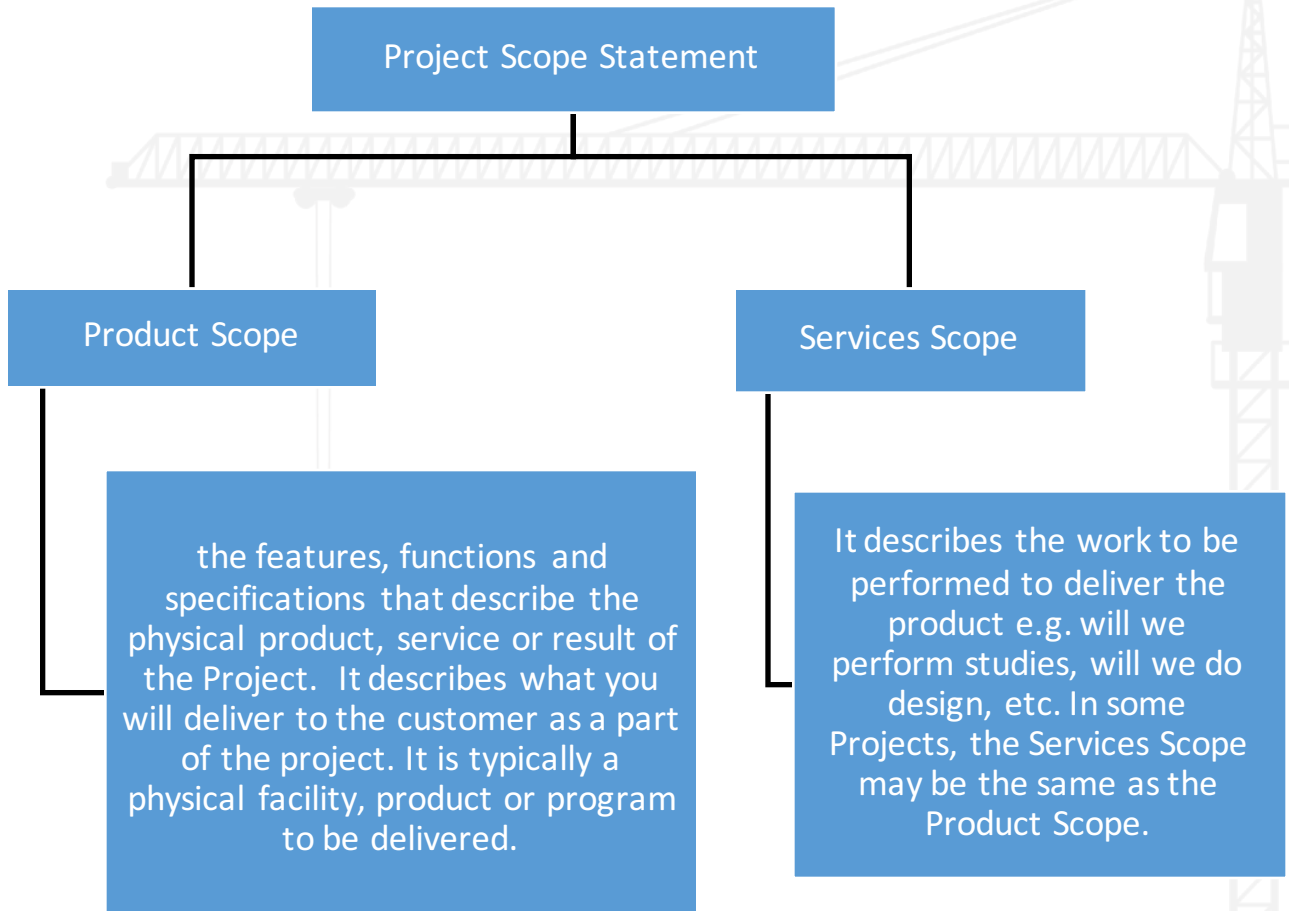 Project Scope Statement
Product Scope
Services Scope
the features, functions and
specifications that describe the
physical product, service or result of
the Project. It describes what you
will deliver to the customer as a part
of the project. It is typically a
physical facility, product or program
to be delivered.
It describes the work to be
performed to deliver the
product e.g. will we
perform studies, will we do
design, etc. In some
Projects, the Services Scope
may be the same as the
Product Scope.